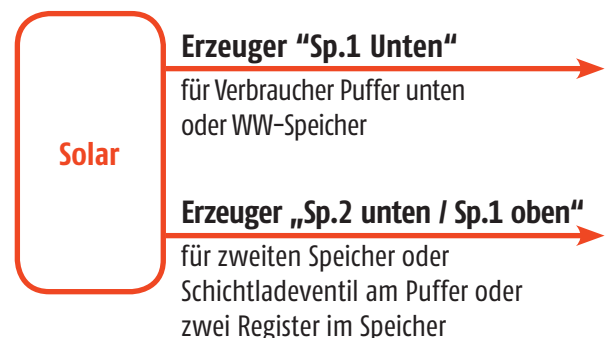 Erzeuger “Sp.1 Unten“
für Verbraucher Puffer unten
oder WW-Speicher
Solar
Erzeuger „Sp.2 unten / Sp.1 oben“
für zweiten Speicher oder
Schichtladeventil am Puffer oder
zwei Register im Speicher